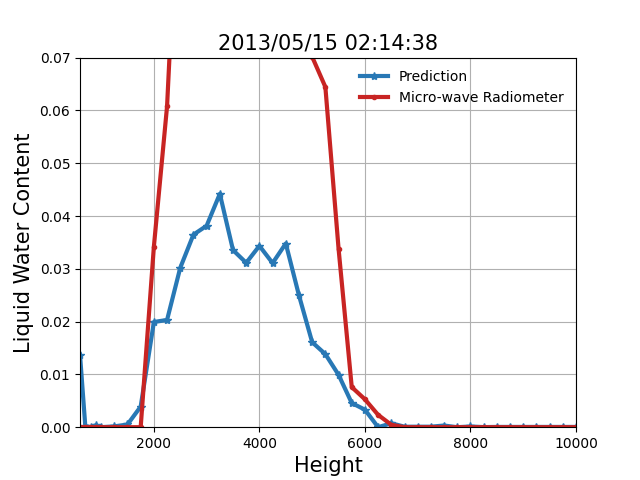 2013/05/15 02:14:38
Liquid Water Content
0.07
0.06
0.05
0.04
0.03
0.02
0.01
0.00
Prediction
Micro-wave Radiometer
2000 4000 6000 8000 10000
Height